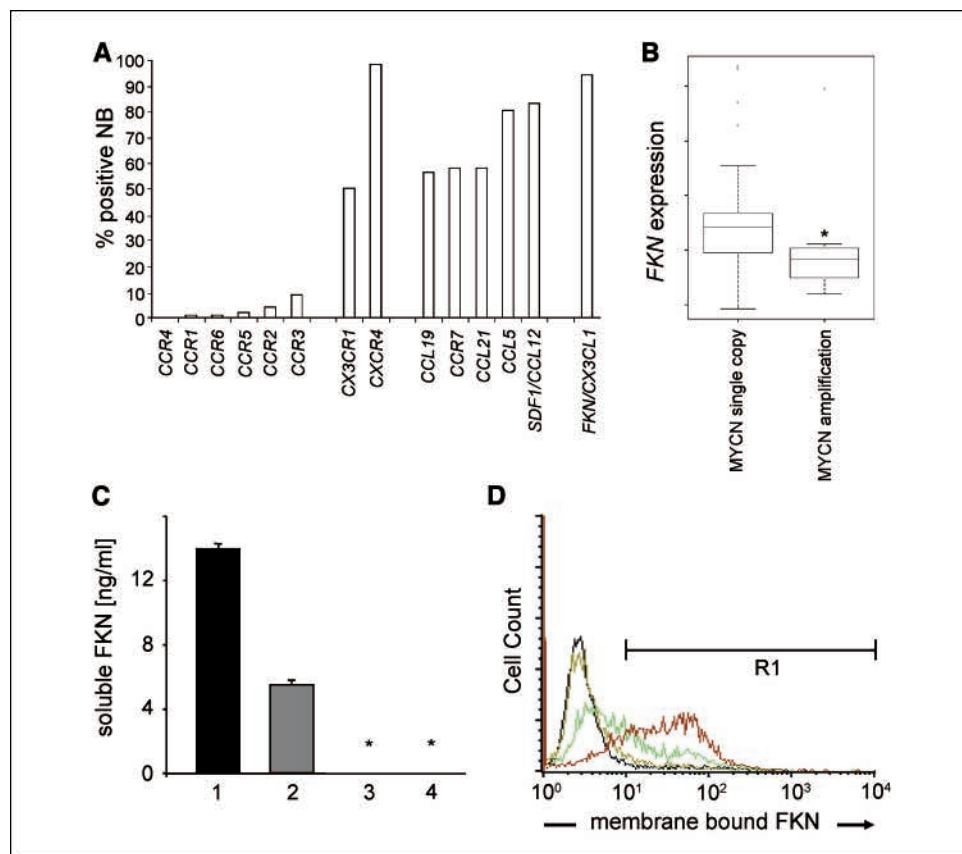 A
% positive NB
100
90
80
70
60
50
40
30
20
10
0
CCR4
CCR1
CCR6
CCR5
CCR2
CCR3
CX3CR1
CXCR4
CCL19
CCR7
CCL21
CCL5
SDF1/CCL12
FKN/CX3CL1
B
FKN expression
*
MYCN single copy
MYCN amplification
C
soluble FKN [ng/ml]
12
8
4
0
* *
1 2 3 4
D
Cell Count
R1
10⁰ 10¹ 10² 10³ 10⁴
membrane bound FKN